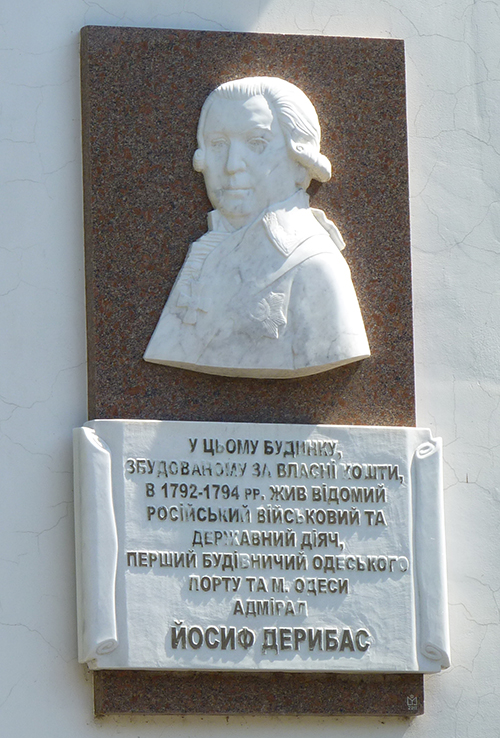 У ЦЬОМУ БУДИНКУ,
ЗБУДОВАНОМУ ЗА ВЛАСНІ КОШТИ,
В 1792-1794 РР. ЖИВ ВІДОМИЙ
РОСІЙСЬКИЙ ВІЙСЬКОВИЙ ТА
ДЕРЖАВНИЙ ДІЯЧ,
ПЕРШИЙ БУДІВНИЧИЙ ОДЕСЬКОГО
ПОРТУ ТА М. ОДЕСИ
АДМІРАЛ
ЙОСИФ ДЕРИБАС